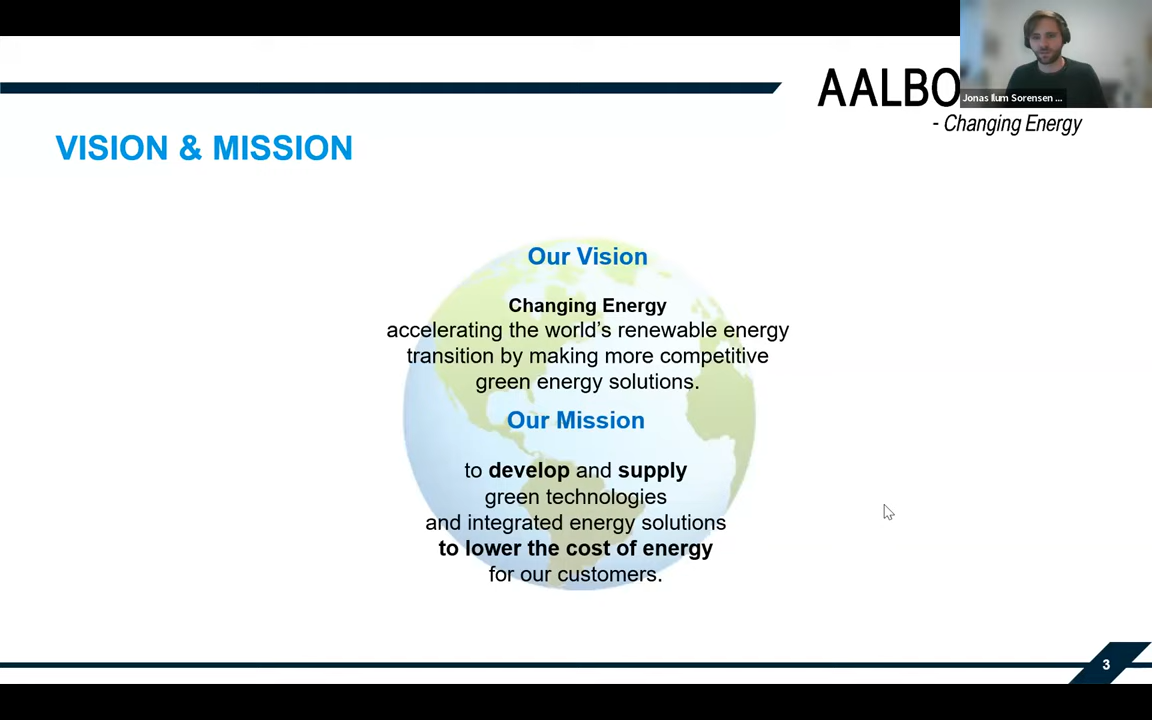 AALBO
Jonas Ilum Sorensen ...
- Changing Energy
VISION & MISSION
Our Vision
Changing Energy
accelerating the world’s renewable energy
transition by making more competitive
green energy solutions.
Our Mission
to develop and supply
green technologies
and integrated energy solutions
to lower the cost of energy
for our customers.
3